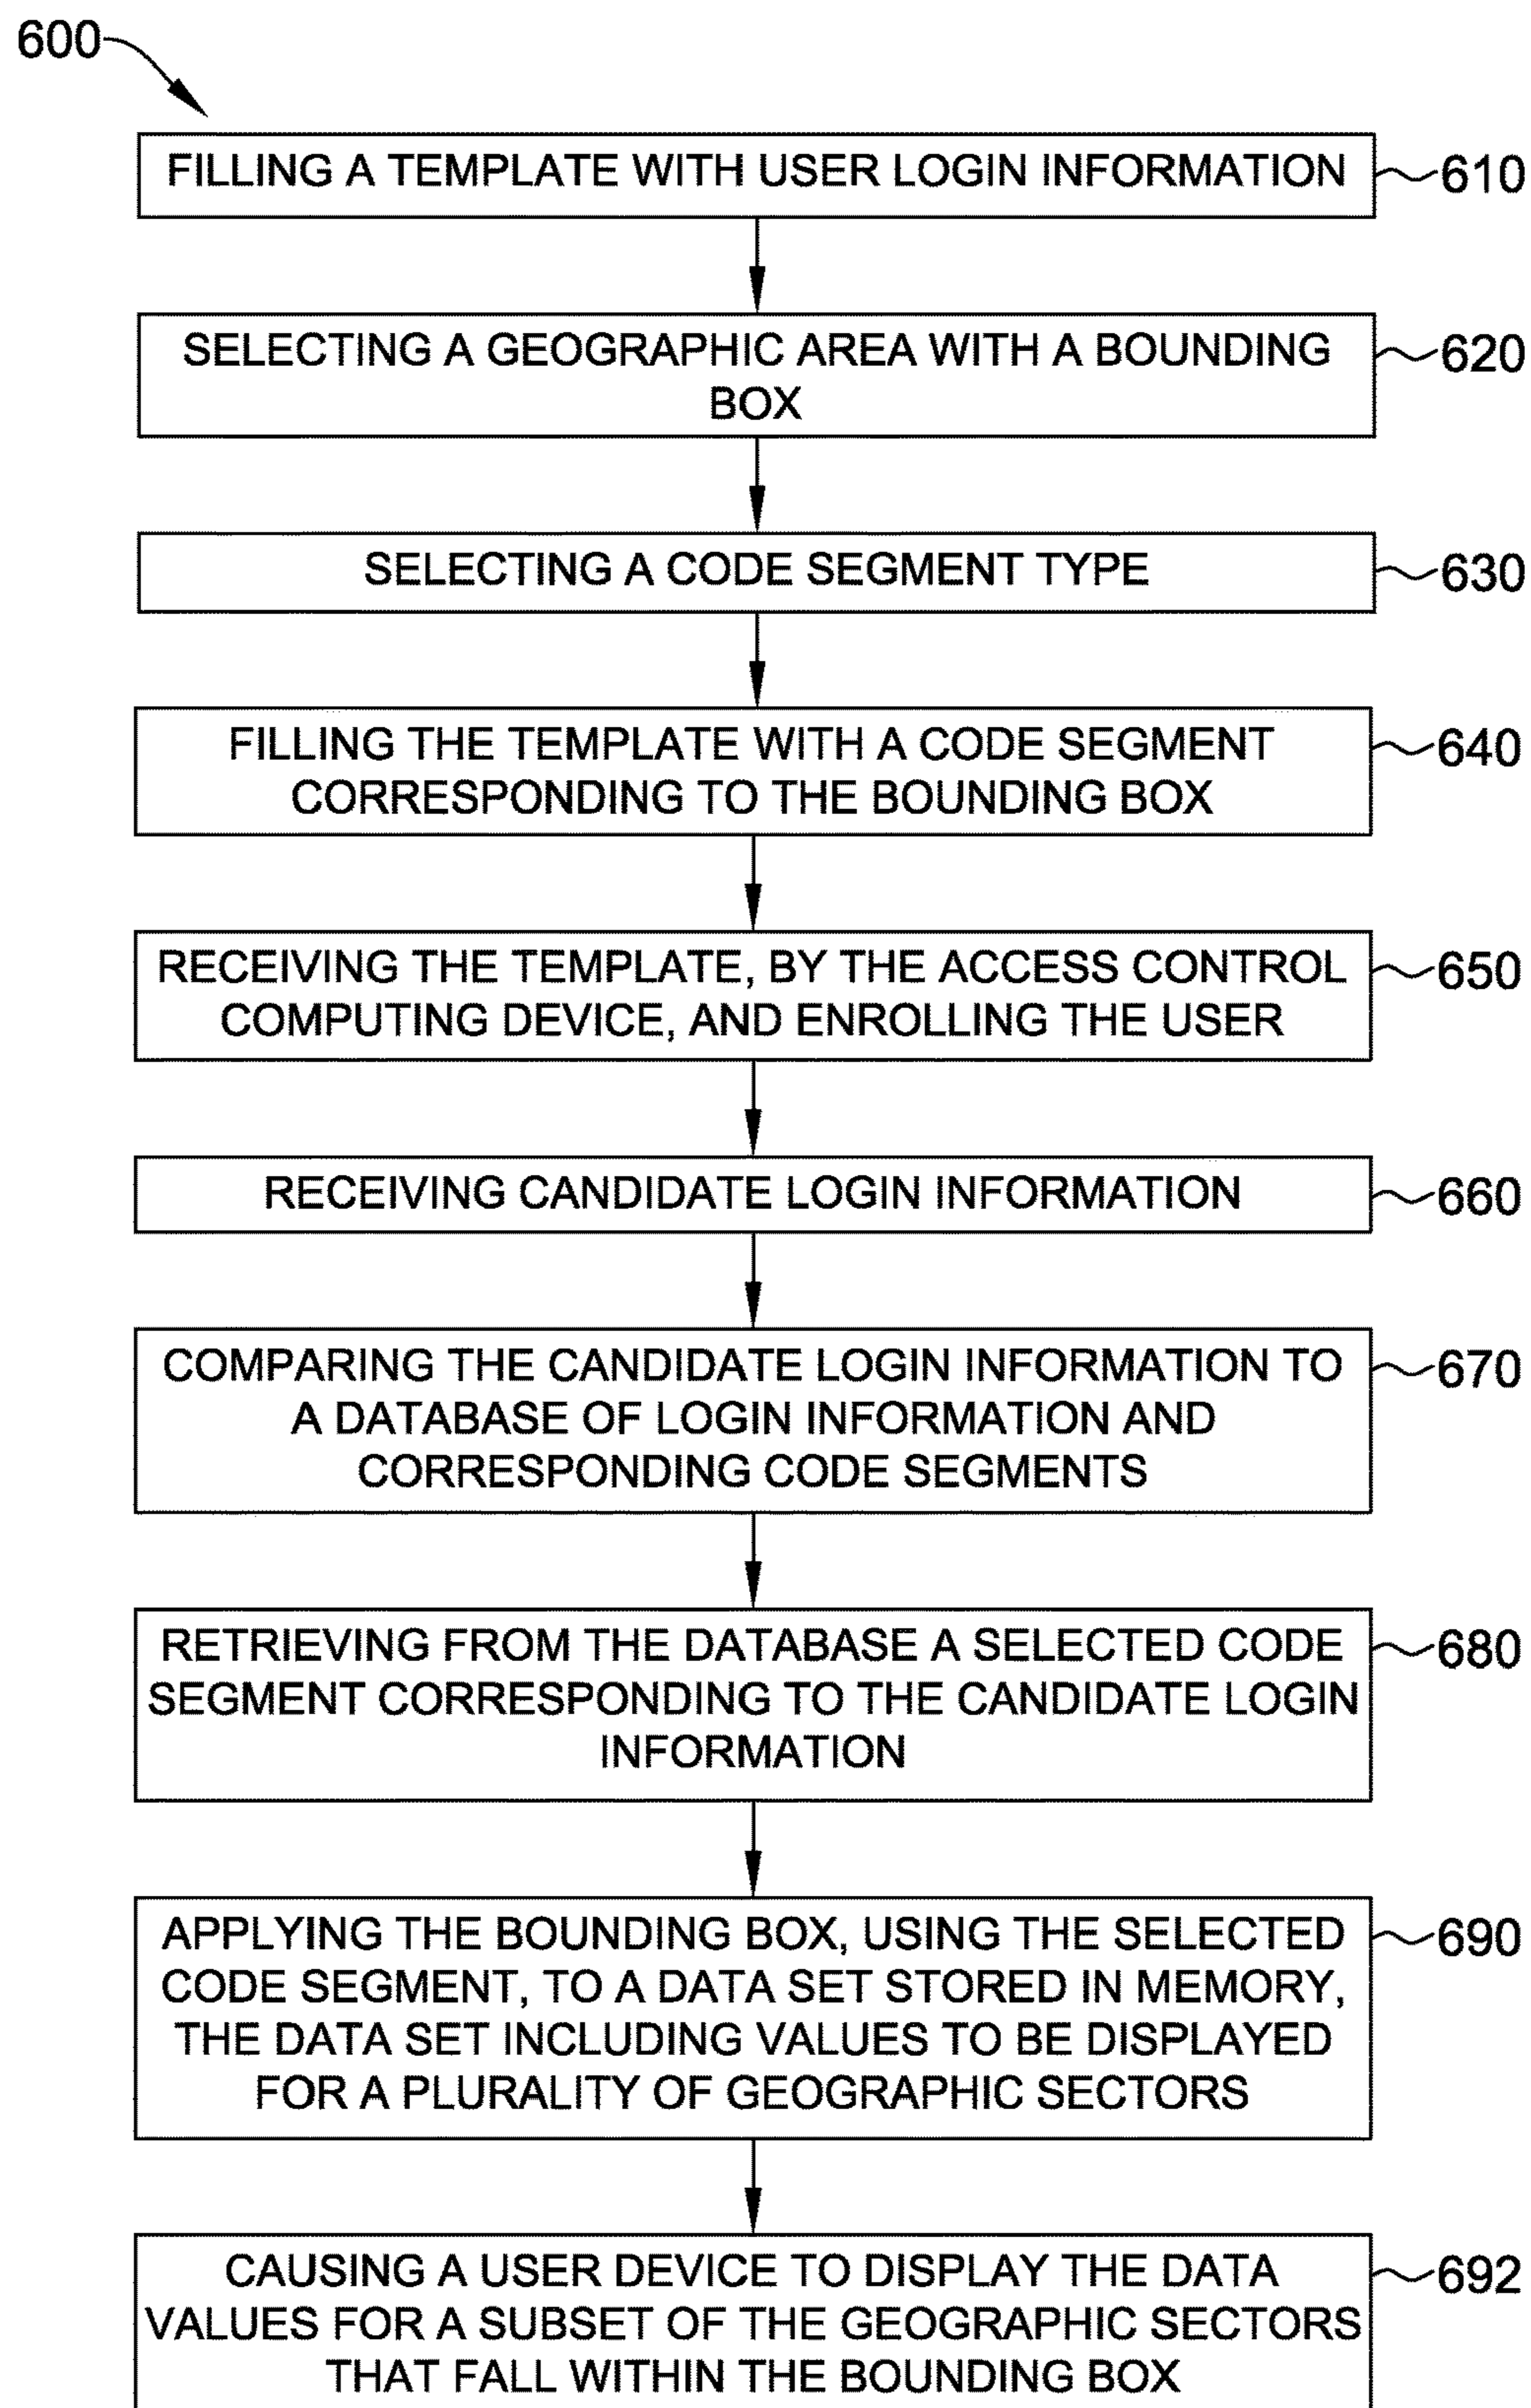 600
FILLING A TEMPLATE WITH USER LOGIN INFORMATION
610
SELECTING A GEOGRAPHIC AREA WITH A BOUNDING
BOX
620
SELECTING A CODE SEGMENT TYPE
630
FILLING THE TEMPLATE WITH A CODE SEGMENT
CORRESPONDING TO THE BOUNDING BOX
640
RECEIVING THE TEMPLATE, BY THE ACCESS CONTROL
COMPUTING DEVICE, AND ENROLLING THE USER
650
RECEIVING CANDIDATE LOGIN INFORMATION
660
COMPARING THE CANDIDATE LOGIN INFORMATION TO
A DATABASE OF LOGIN INFORMATION AND
CORRESPONDING CODE SEGMENTS
670
RETRIEVING FROM THE DATABASE A SELECTED CODE
SEGMENT CORRESPONDING TO THE CANDIDATE LOGIN
INFORMATION
680
APPLYING THE BOUNDING BOX, USING THE SELECTED
CODE SEGMENT, TO A DATA SET STORED IN MEMORY,
THE DATA SET INCLUDING VALUES TO BE DISPLAYED
FOR A PLURALITY OF GEOGRAPHIC SECTORS
690
CAUSING A USER DEVICE TO DISPLAY THE DATA
VALUES FOR A SUBSET OF THE GEOGRAPHIC SECTORS
THAT FALL WITHIN THE BOUNDING BOX
692